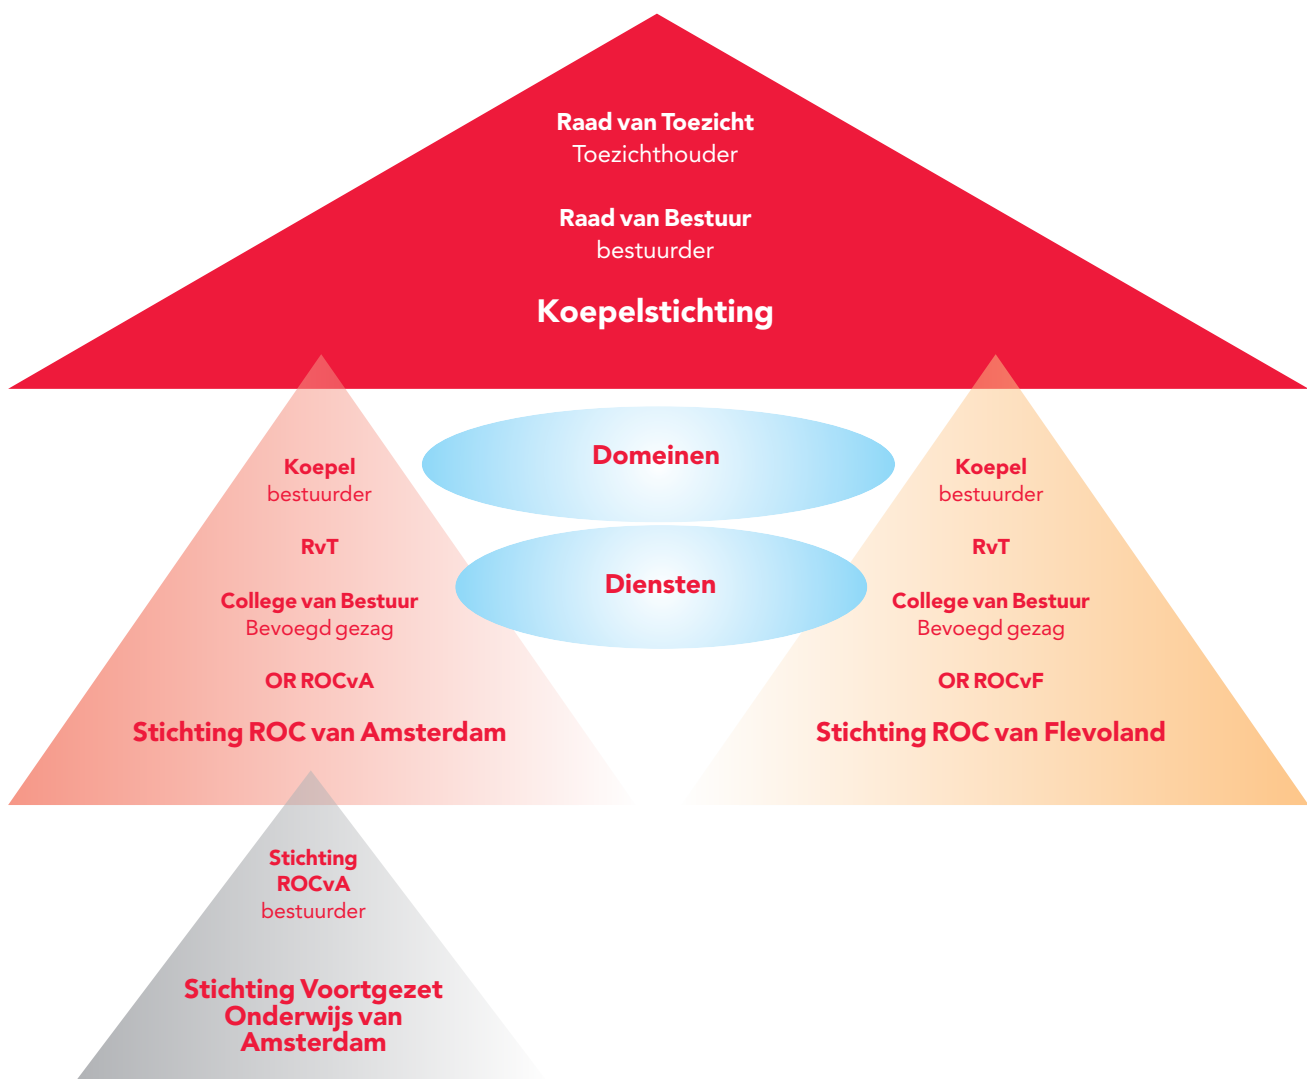 Raad van Toezicht
Toezichthouder
Raad van Bestuur
bestuurder
Koepelstichting
Koepel
bestuurder
RvT
College van Bestuur
Bevoegd gezag
OR ROCvA
Stichting ROC van Amsterdam
Domeinen
Diensten
Koepel
bestuurder
RvT
College van Bestuur
Bevoegd gezag
OR ROCvF
Stichting ROC van Flevoland
Stichting
ROCvA
bestuurder
Stichting Voortgezet
Onderwijs van
Amsterdam